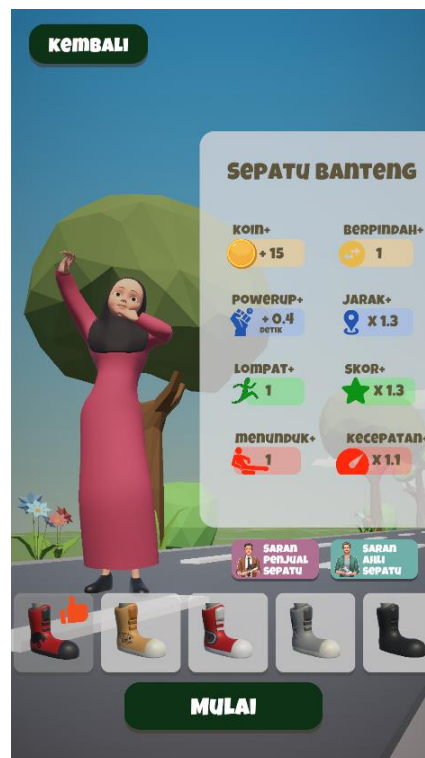 KEMBALI
SEPATU BANTENG
KOIN+
BERPINDAH+
+ 15
1
POWERUP+
JARAK+
+ 0.4
DETIK
X 1.3
LOMPAT+
SKOR+
1
X 1.3
MENUNDUK+
KECEPATAN+
1
X 1.1
SARAN
PENJUAL
SEPATU
SARAN
AHLI
SEPATU
MULAI